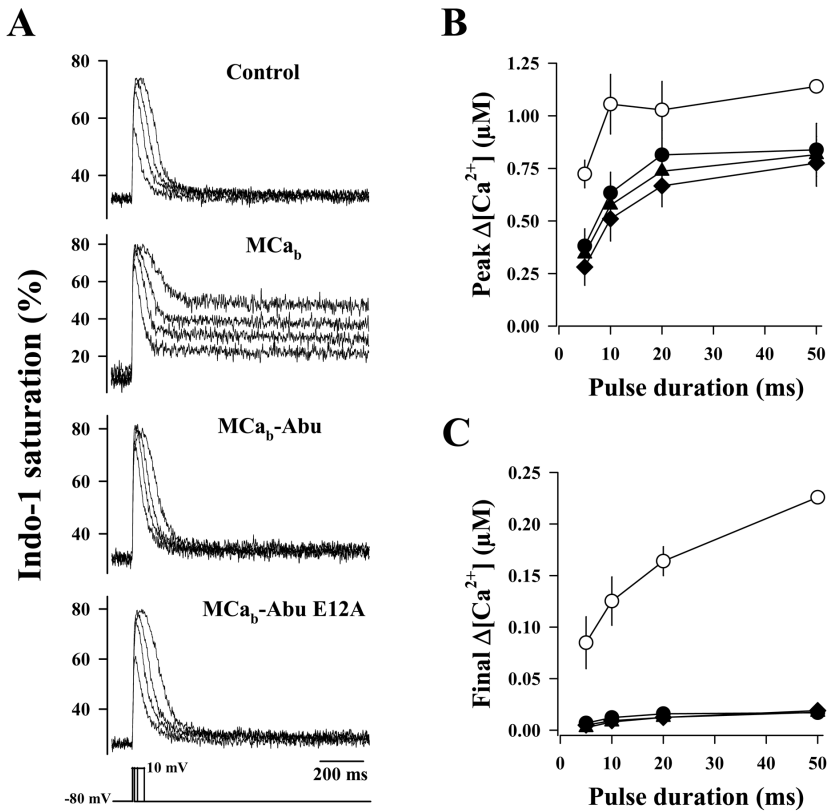 A
Indo-1 saturation (%)
80
60
40
Control
80
60
40
20
MCa_b
80
60
40
MCa_b-Abu
80
60
40
MCa_b-Abu E12A
200 ms
10 mV
-80 mV
B
Peak Δ[Ca²⁺] (μM)
1.25
1.00
0.75
0.50
0.25
0.00
0 10 20 30 40 50
Pulse duration (ms)
C
Final Δ[Ca²⁺] (μM)
0.25
0.20
0.15
0.10
0.05
0.00
0 10 20 30 40 50
Pulse duration (ms)